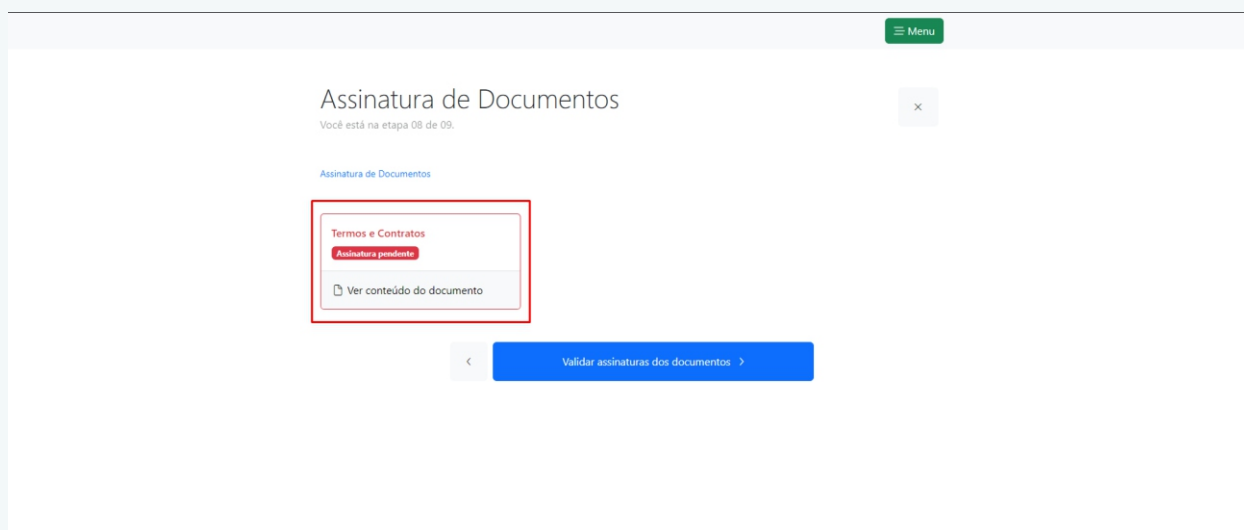 Menu
Assinatura de Documentos
Você está na etapa 08 de 09.
Assinatura de Documentos
Termos e Contratos
Assinatura pendente
Ver conteúdo do documento
Validar assinaturas dos documentos